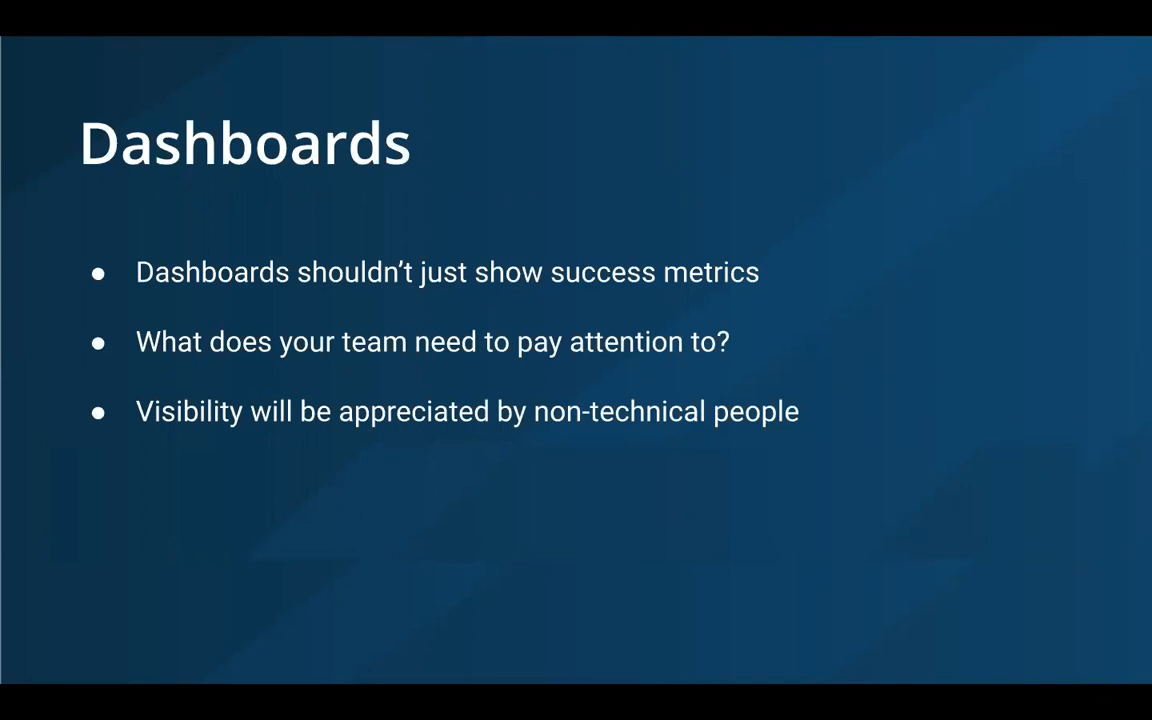 Dashboards
● Dashboards shouldn’t just show success metrics
● What does your team need to pay attention to?
● Visibility will be appreciated by non-technical people